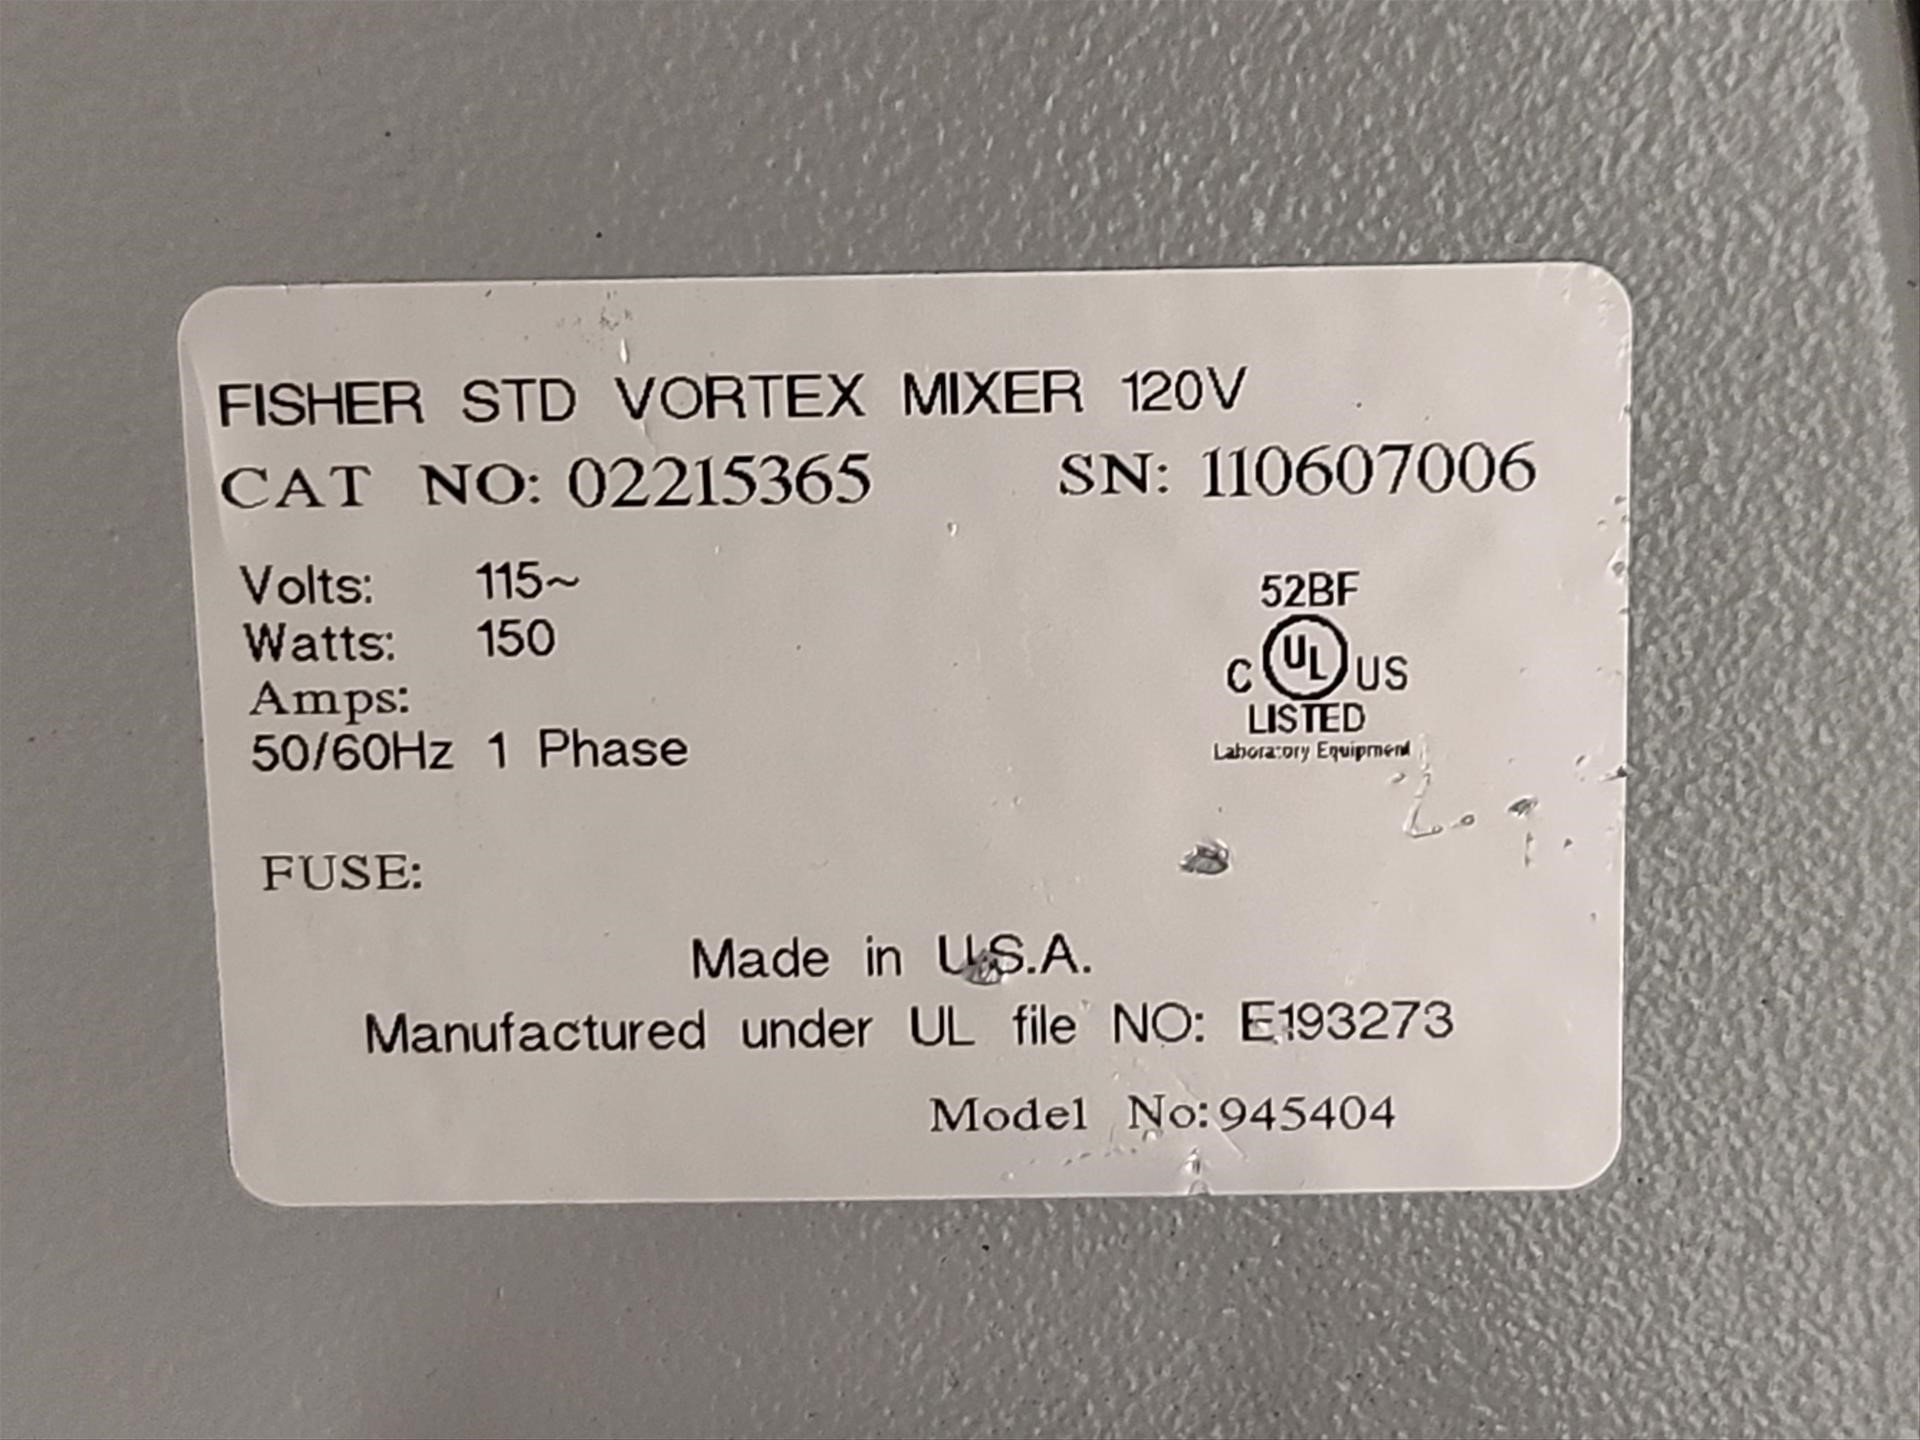 FISHER STD VORTEX MIXER 120V
CAT NO: 02215365 SN: 110607006
Volts: 115~
Watts: 150
Amps:
50/60Hz 1 Phase
52BF
C UL US
LISTED
Laboratory Equipment
FUSE:
Made in U.S.A.
Manufactured under UL file NO: E193273
Model No:945404